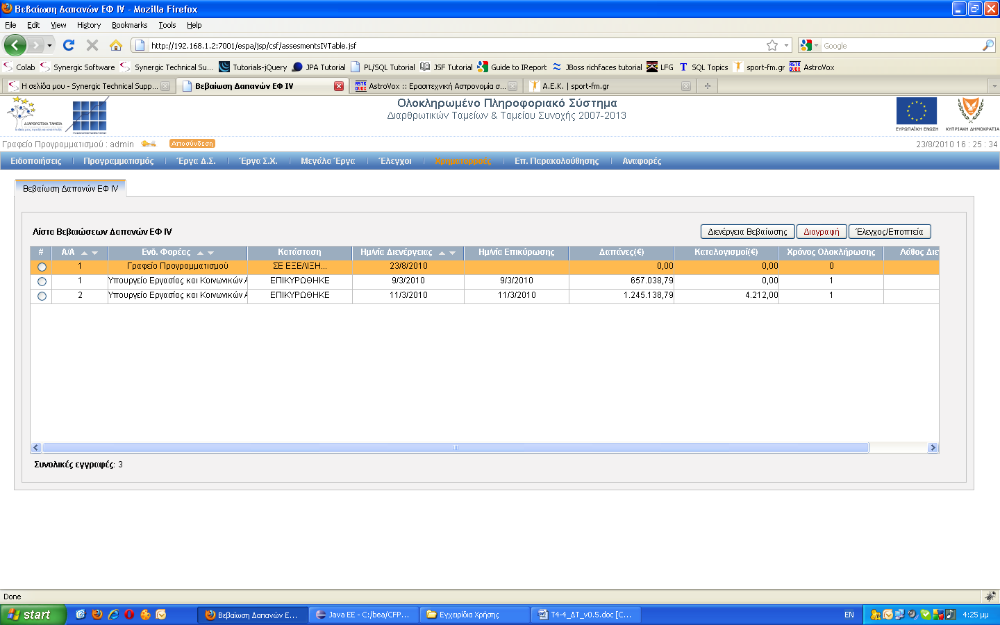 Βεβαίωση Δαπανών ΕΦ IV - Mozilla Firefox
File Edit View History Bookmarks Tools Help
http://192.168.1.2:7001/espa/jsp/csf/assesmentsIVTable.jsf
Google
Colab Synergic Software Synergic Technical Su... Tutorials-jQuery JPA Tutorial PL/SQL Tutorial JSF Tutorial Guide to IReport JBoss richfaces tutorial LFG SQL Topics sport-fm.gr AstroVox
Η σελίδα μου - Synergic Technical Supp... Βεβαίωση Δαπανών ΕΦ IV AstroVox :: Ερασιτεχνική Αστρονομία σ... Α.Ε.Κ. | sport-fm.gr
Ολοκληρωμένο Πληροφοριακό Σύστημα
Διαρθρωτικών Ταμείων & Ταμείου Συνοχής 2007-2013
ΔΙΑΡΘΡΩΤΙΚΑ ΤΑΜΕΙΑ
ΕΥΡΩΠΑΪΚΗ ΕΝΩΣΗ ΚΥΠΡΙΑΚΗ ΔΗΜΟΚΡΑΤΙΑ
Γραφείο Προγραμματισμού : admin Αποσύνδεση 23/8/2010 16 : 25 : 34
Ειδοποιήσεις Προγραμματισμός Έργα Δ.Σ. Έργα Σ.Χ. Μεγάλα Έργα Έλεγχοι Χρηματορροές Επ. Παρακολούθησης Αναφορές
Βεβαίωση Δαπανών ΕΦ IV
Λίστα Βεβαιώσεων Δαπανών ΕΦ IV Διενέργεια Βεβαίωσης Διαγραφή Έλεγχος/Εποπτεία
# Α/Α Ενδ. Φορέας Κατάσταση Ημ/νία Διενέργειας Ημ/νία Επικύρωσης Δαπάνες(€) Καταλογισμοί(€) Χρόνος Ολοκλήρωσης Λάθος Διε
1 Γραφείο Προγραμματισμού ΣΕ ΕΞΕΛΙΞΗ... 23/8/2010 0,00 0,00 0
1 Υπουργείο Εργασίας και Κοινωνικών Α ΕΠΙΚΥΡΩΘΗΚΕ 9/3/2010 9/3/2010 657.038,79 0,00 1
2 Υπουργείο Εργασίας και Κοινωνικών Α ΕΠΙΚΥΡΩΘΗΚΕ 11/3/2010 11/3/2010 1.245.138,79 4.212,00 1
Συνολικές εγγραφές: 3
Done
start Βεβαίωση Δαπανών Ε... Java EE - C:/bea/CFP... Εγχειρίδια Χρήσης T4-4_ΔΤ_v0.5.doc [C... EN 4:25 μμ